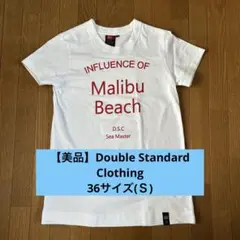 INFLUENCE OF
Malibu
Beach
D.S.C
Sea Master
【美品】Double Standard
Clothing
36サイズ(S)